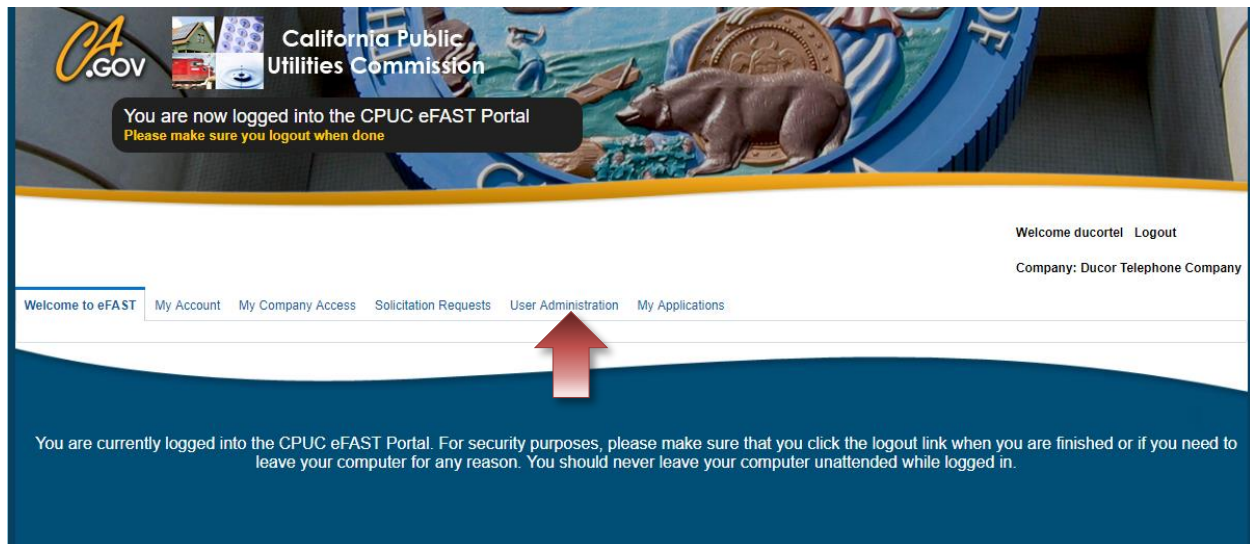 CA
.GOV
California Public
Utilities Commission
You are now logged into the CPUC eFAST Portal
Please make sure you logout when done
Welcome ducortel Logout
Company: Ducor Telephone Company
Welcome to eFAST My Account My Company Access Solicitation Requests User Administration My Applications
You are currently logged into the CPUC eFAST Portal. For security purposes, please make sure that you click the logout link when you are finished or if you need to
leave your computer for any reason. You should never leave your computer unattended while logged in.